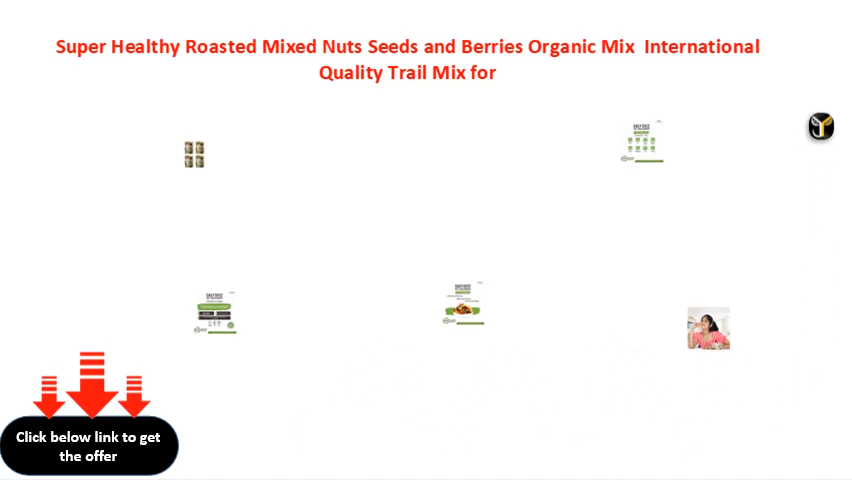 Super Healthy Roasted Mixed Nuts Seeds and Berries Organic Mix  International
Quality Trail Mix for
Click below link to get
the offer